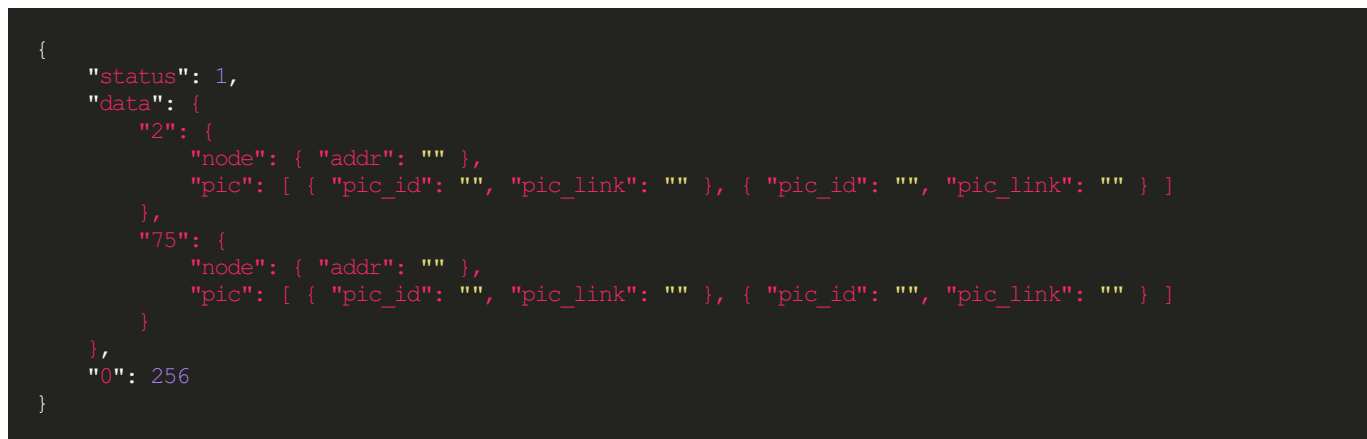 {
    "status": 1,
    "data": {
        "2": {
            "node": { "addr": "" },
            "pic": [ { "pic_id": "", "pic_link": "" }, { "pic_id": "", "pic_link": "" } ]
        },
        "75": {
            "node": { "addr": "" },
            "pic": [ { "pic_id": "", "pic_link": "" }, { "pic_id": "", "pic_link": "" } ]
        }
    },
    "0": 256
}